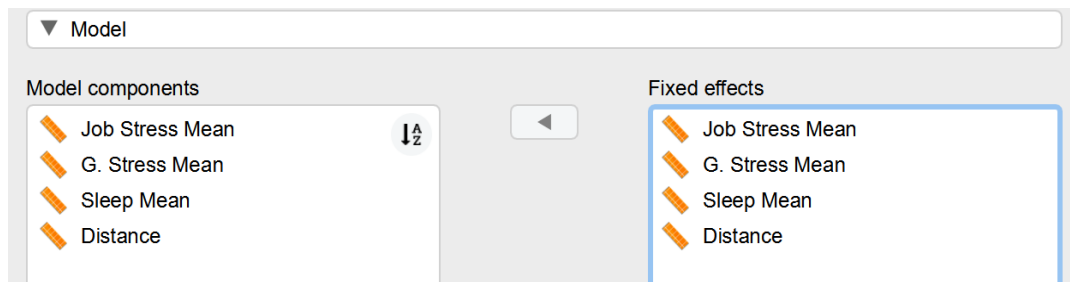 Model
Model components
Job Stress Mean
G. Stress Mean
Sleep Mean
Distance
A
Z
Fixed effects
Job Stress Mean
G. Stress Mean
Sleep Mean
Distance